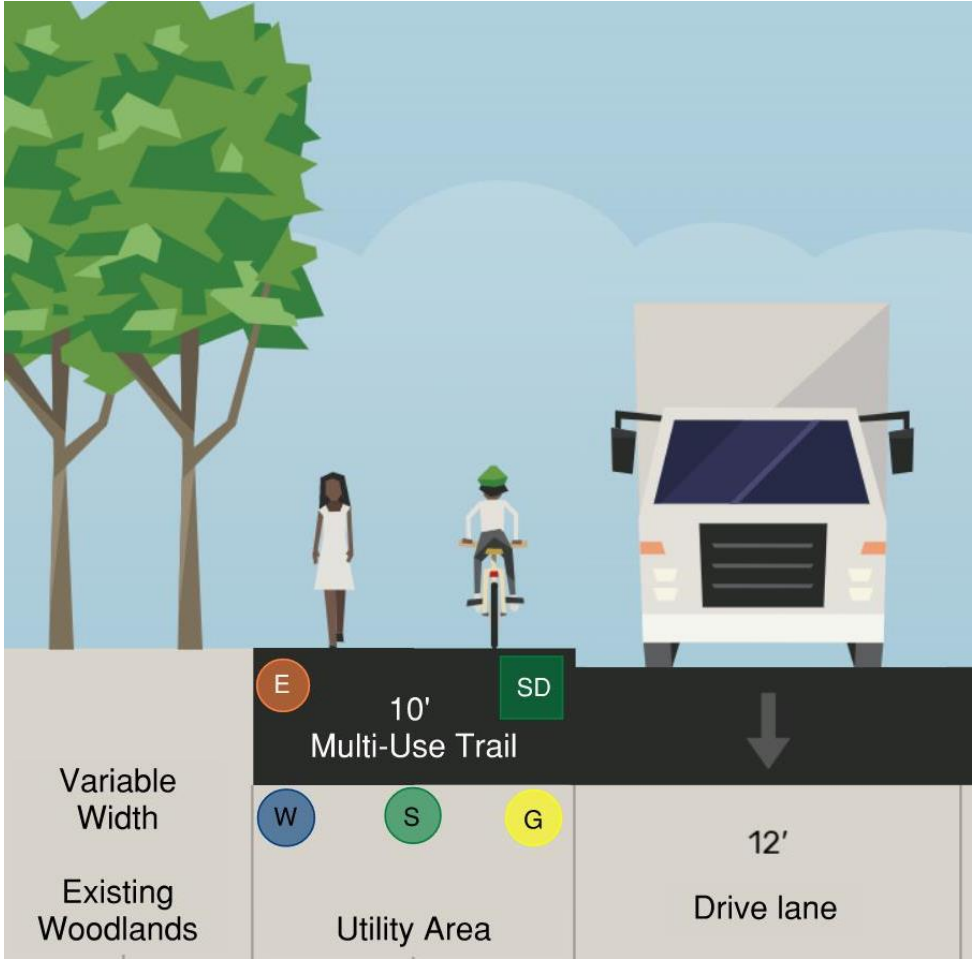 E
SD
10'
Multi-Use Trail
Variable
Width
W
S
G
12'
Existing
Woodlands
Utility Area
Drive lane